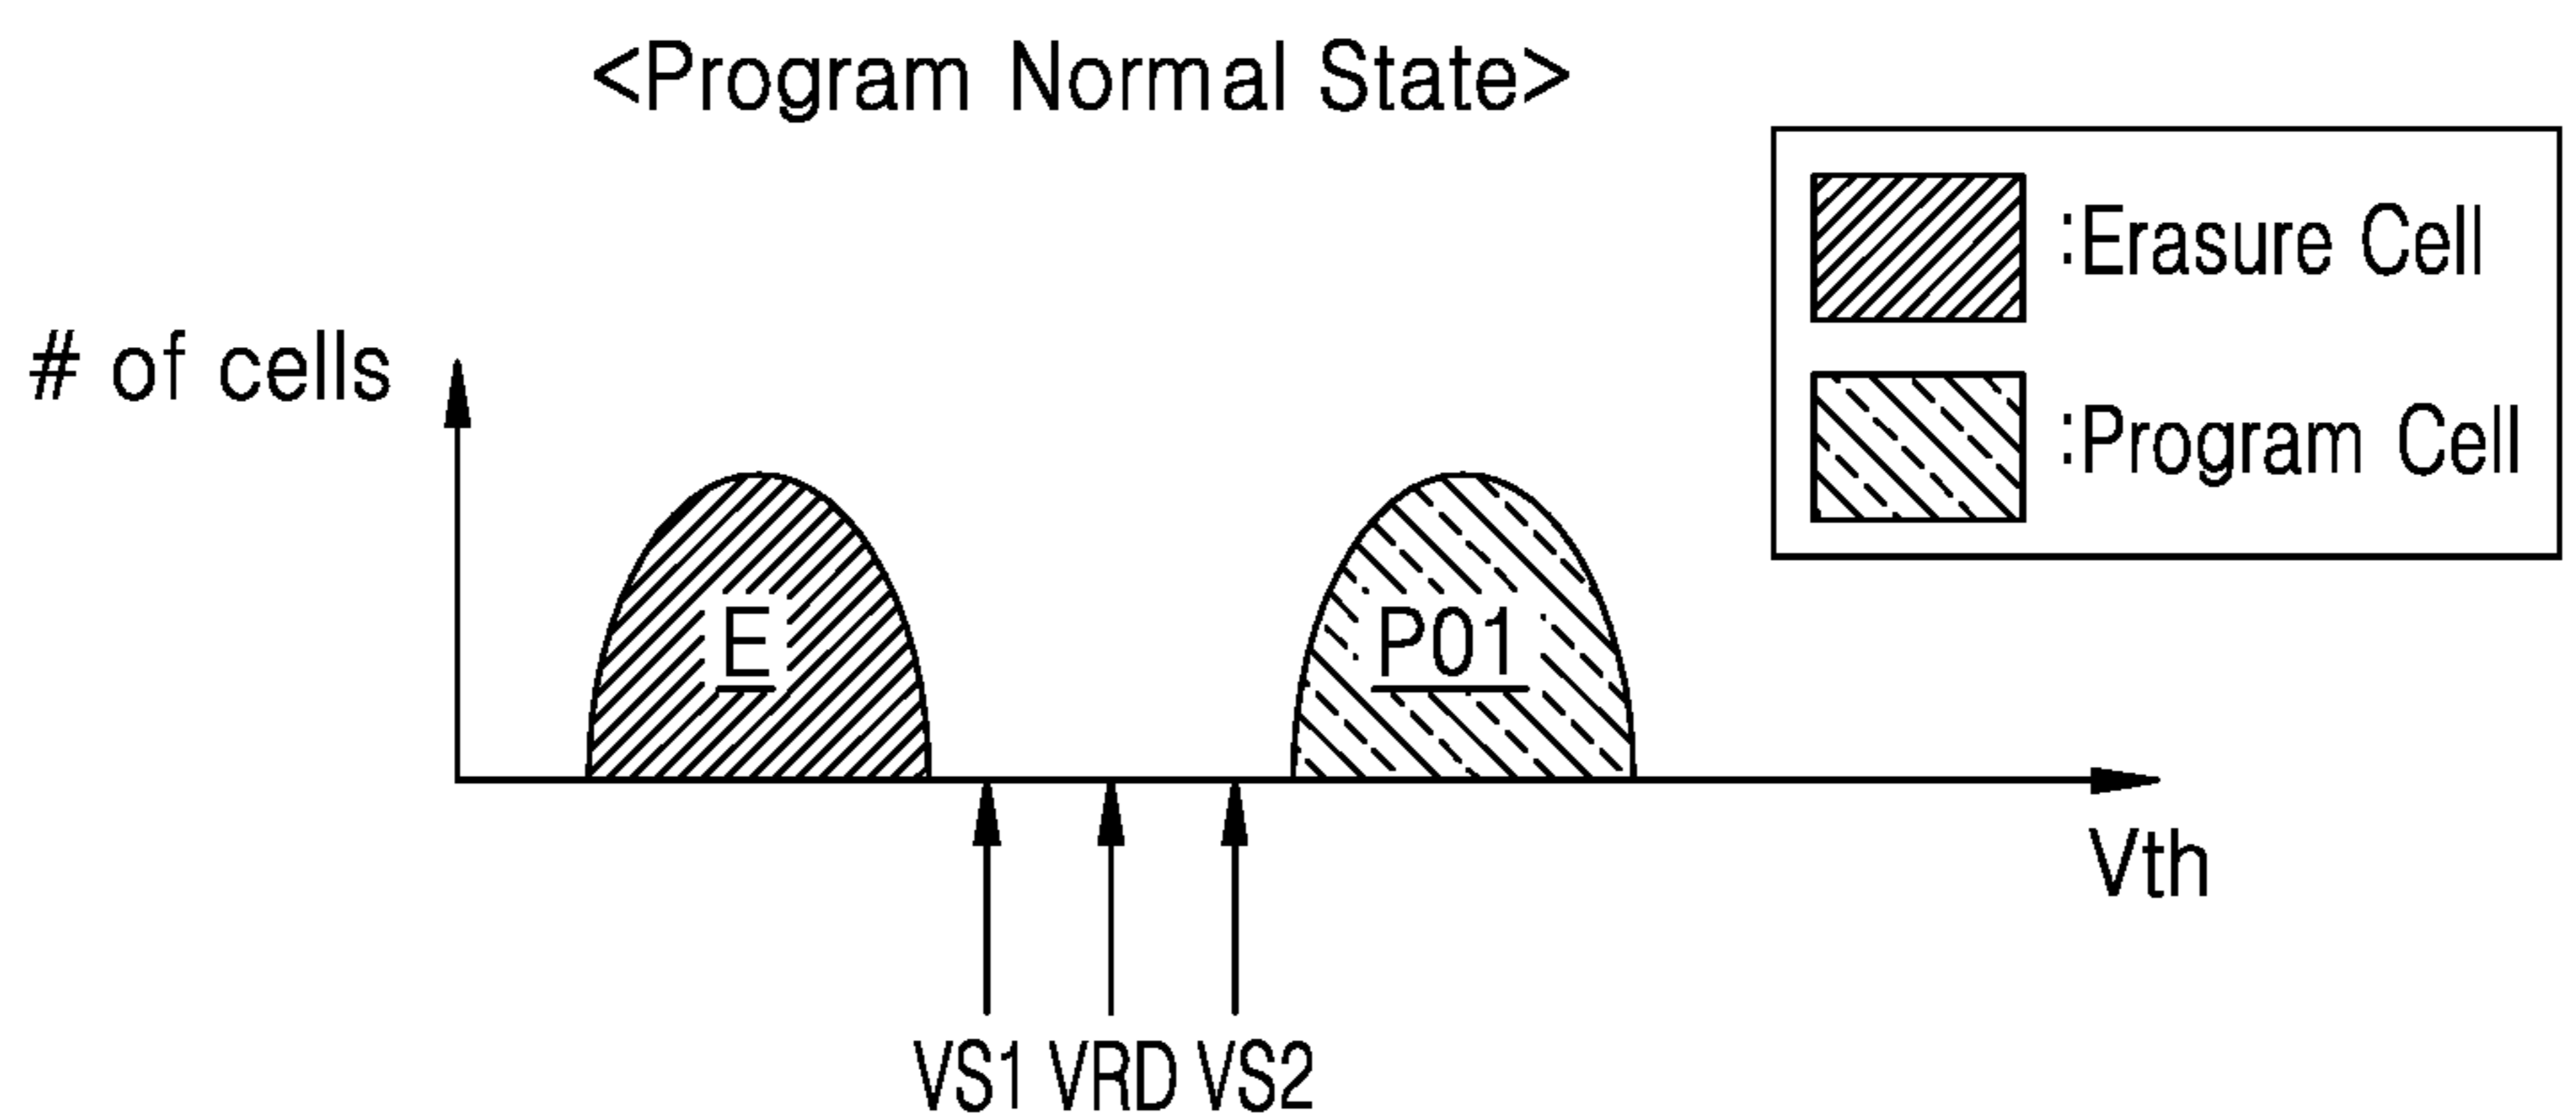 <Program Normal State>
:Erasure Cell
:Program Cell
# of cells
E
P01
Vth
VS1 VRD VS2